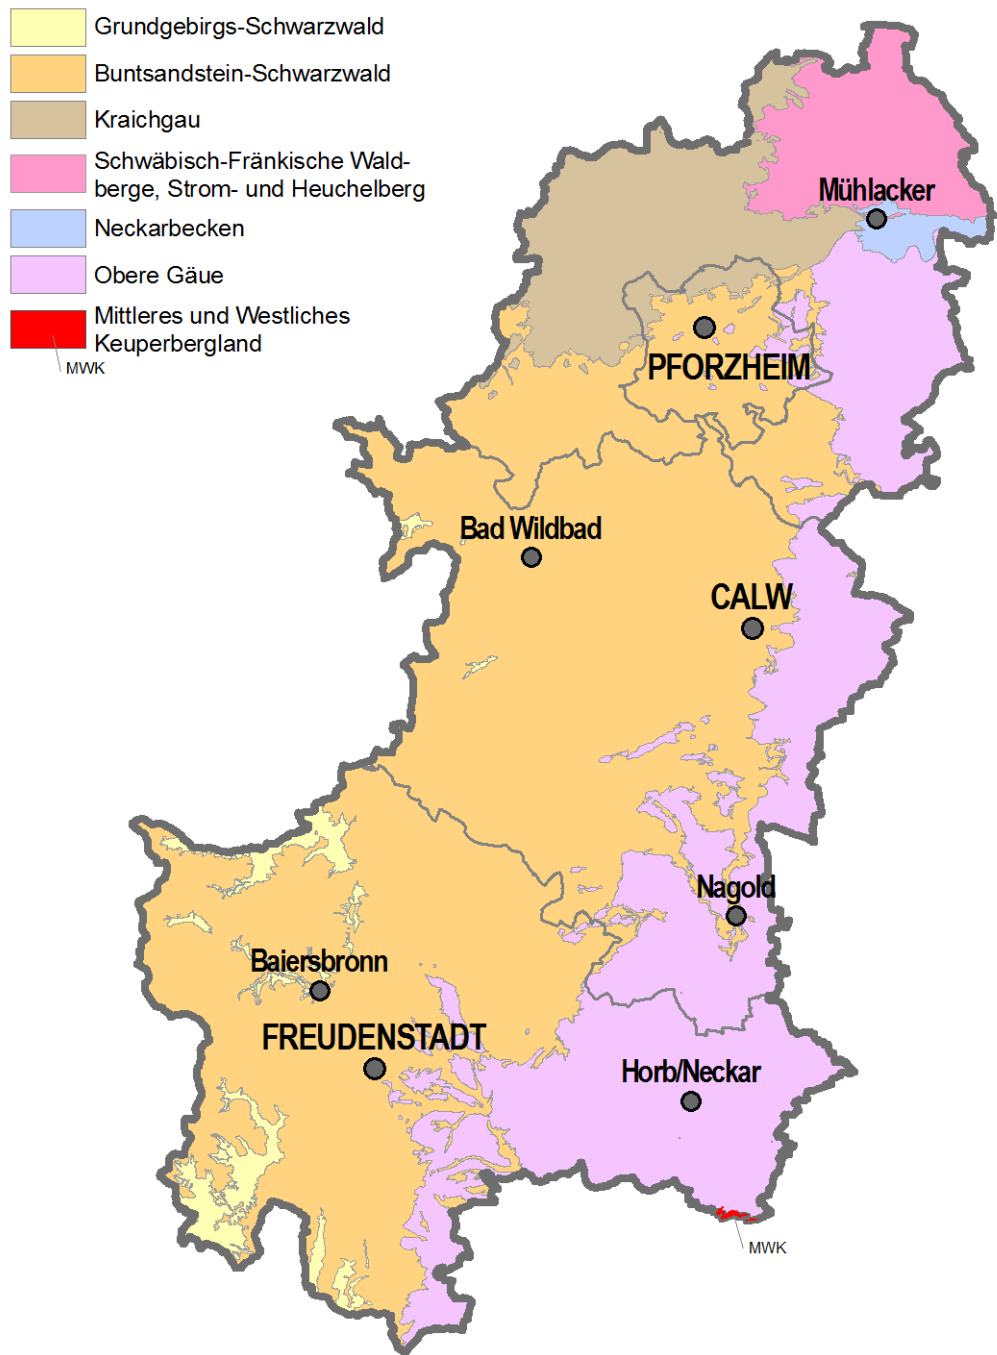 Grundgebirgs-Schwarzwald
Buntsandstein-Schwarzwald
Kraichgau
Schwäbisch-Fränkische Wald-
berge, Strom- und Heuchelberg
Neckarbecken
Obere Gäue
Mittleres und Westliches
Keuperbergland
MWK
Mühlacker
PFORZHEIM
Bad Wildbad
CALW
Nagold
Baiersbronn
FREUDENSTADT
Horb/Neckar
MWK